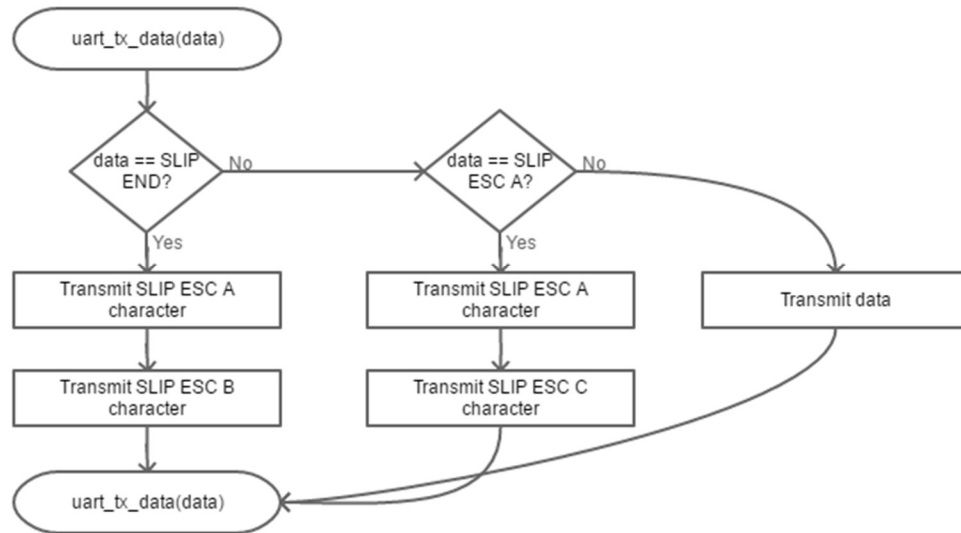 uart_tx_data(data)
data == SLIP
END?
No
data == SLIP
ESC A?
No
Yes
Yes
Transmit SLIP ESC A
character
Transmit SLIP ESC A
character
Transmit data
Transmit SLIP ESC B
character
Transmit SLIP ESC C
character
uart_tx_data(data)